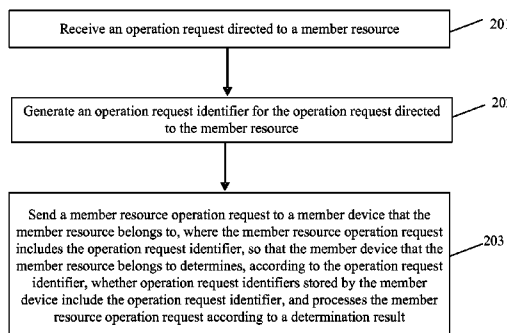 Receive an operation request directed to a member resource
201
Generate an operation request identifier for the operation request directed
to the member resource
Send a member resource operation request to a member device that the
member resource belongs to, where the member resource operation request
includes the operation request identifier, so that the member device that the
member resource belongs to determines, according to the operation request
identifier, whether operation request identifiers stored by the member
device include the operation request identifier, and processes the member
resource operation request according to a determination result
203